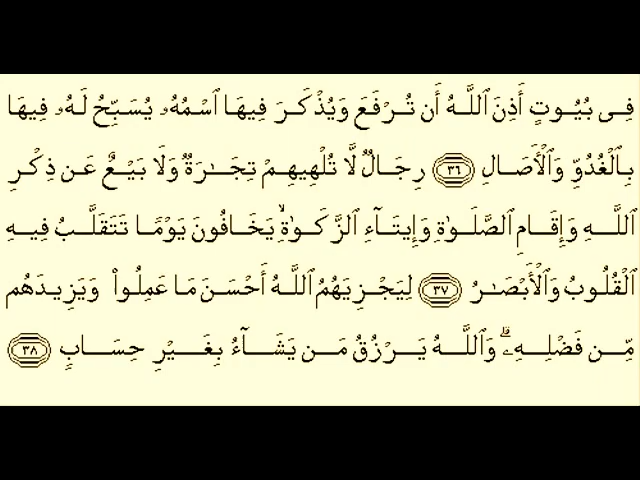 فِى بُيُوتٍ أَذِنَ ٱللَّهُ أَن تُرْفَعَ وَيُذْكَرَ فِيهَا ٱسْمُهُۥ يُسَبِّحُ لَهُۥ فِيهَا
بِٱلْغُدُوِّ وَٱلْأَصَالِ ٣٦ رِجَالٌ لَّا تُلْهِيهِمْ تِجَـٰرَةٌ وَلَا بَيْعٌ عَن ذِكْرِ
ٱللَّهِ وَإِقَامِ ٱلصَّلَوٰةِ وَإِيتَآءِ ٱلزَّكَوٰةِ ۙ يَخَافُونَ يَوْمًا تَتَقَلَّبُ فِيهِ
ٱلْقُلُوبُ وَٱلْأَبْصَـٰرُ ٣٧ لِيَجْزِيَهُمُ ٱللَّهُ أَحْسَنَ مَا عَمِلُوا۟ وَيَزِيدَهُم
مِّن فَضْلِهِۦ ۗ وَٱللَّهُ يَرْزُقُ مَن يَشَآءُ بِغَيْرِ حِسَابٍ ٣٨